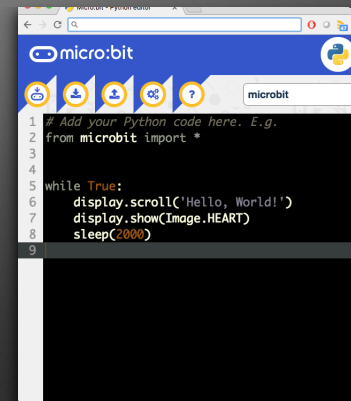 Micro:bit - Python editor
micro:bit
?
microbit
1 # Add your Python code here. E.g.
2 from microbit import *
3
4
5 while True:
6     display.scroll('Hello, World!')
7     display.show(Image.HEART)
8     sleep(2000)
9